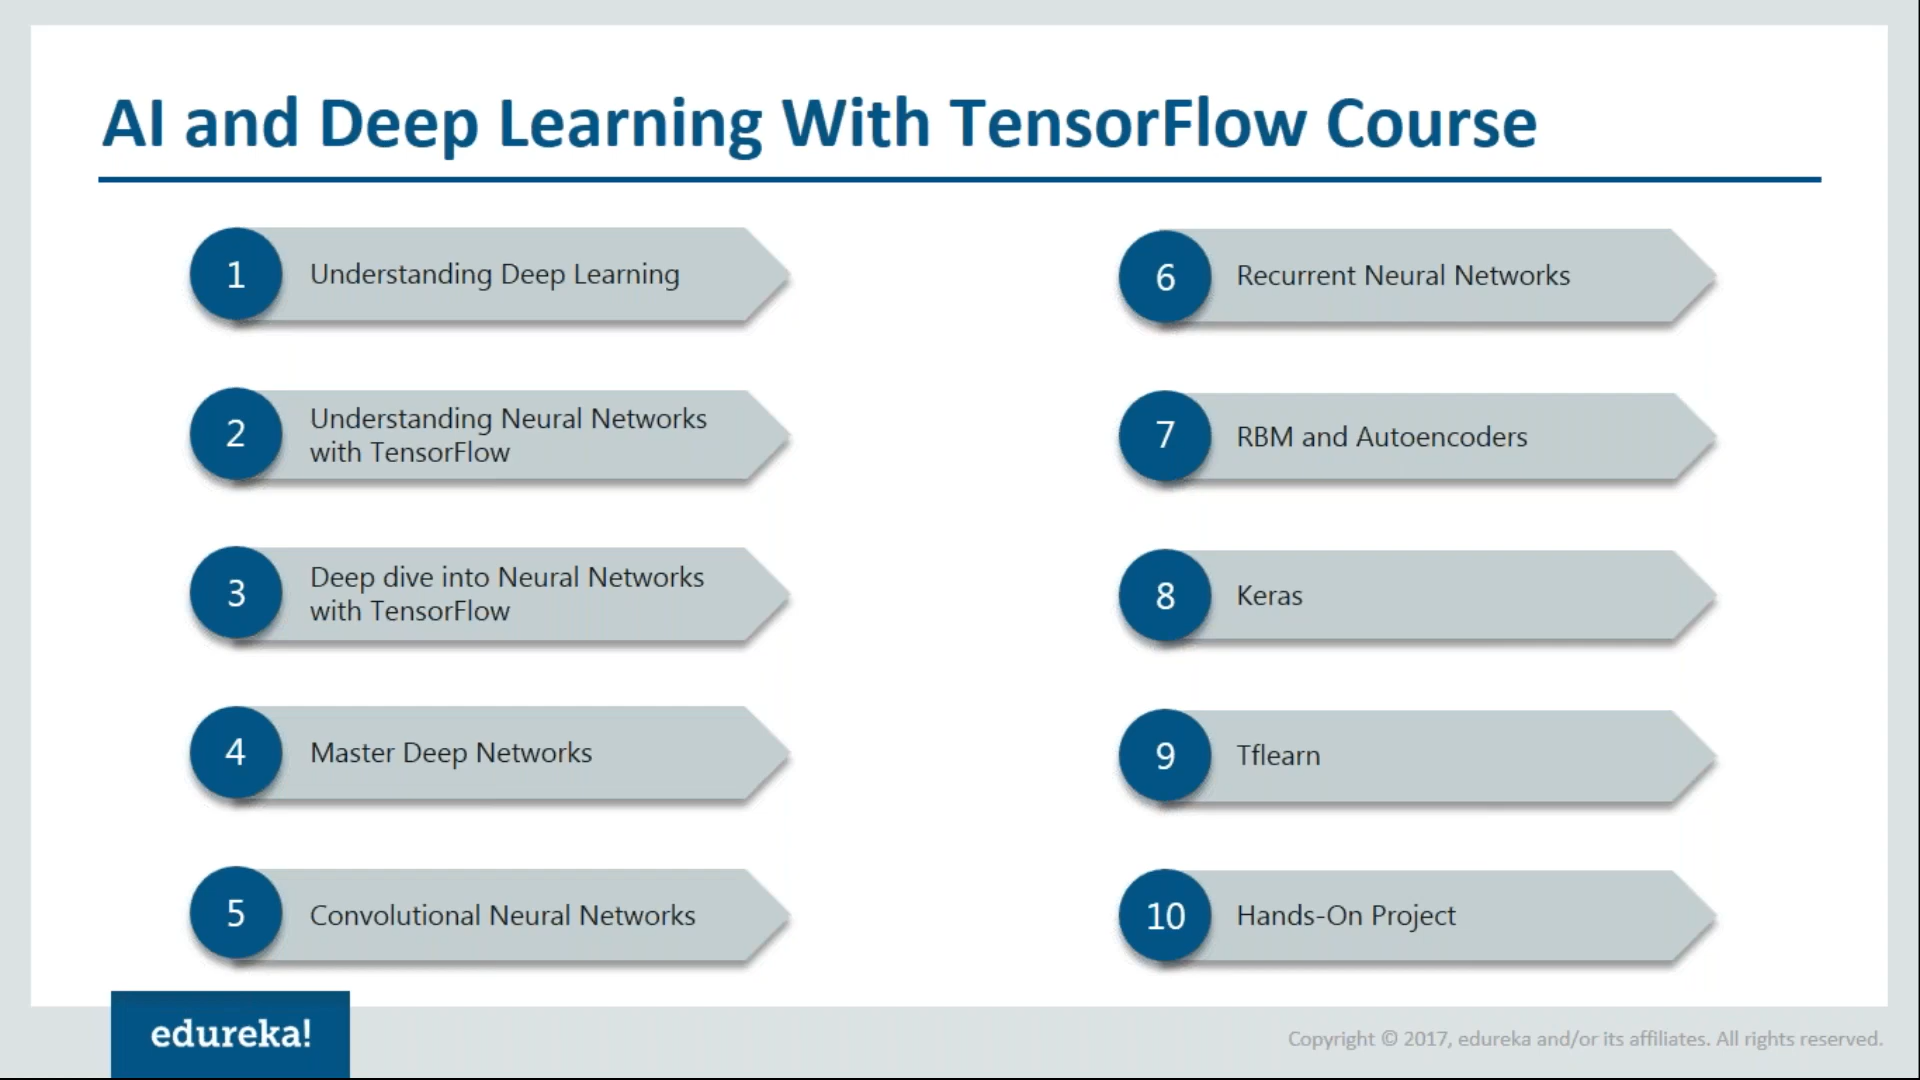 AI and Deep Learning With TensorFlow Course
1
Understanding Deep Learning
2
Understanding Neural Networks
with TensorFlow
3
Deep dive into Neural Networks
with TensorFlow
4
Master Deep Networks
5
Convolutional Neural Networks
6
Recurrent Neural Networks
7
RBM and Autoencoders
8
Keras
9
Tflearn
10
Hands-On Project
edureka!
Copyright © 2017, edureka and/or its affiliates. All rights reserved.